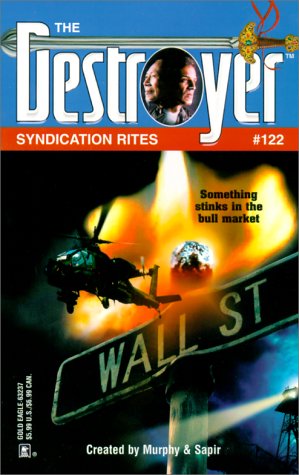 THE
Destroyer™
SYNDICATION RITES
#122
Something
stinks in the
bull market
WALL ST
GOLD EAGLE-63237
$5.99 U.S./$6.99 CAN.
Created by Murphy & Sapir